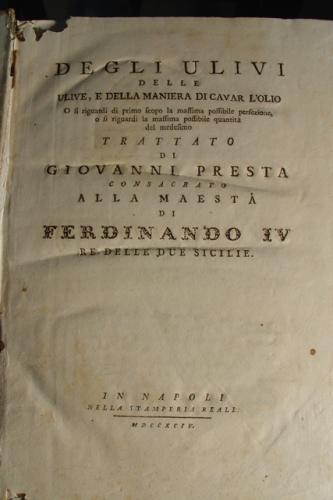 DEGLI ULIVI
DELLE
ULIVE, E DELLA MANIERA DI CAVAR L'OLIO
O si riguardi di primo scopo la massima possibile perfezione,
o si riguardi la massima possibile quantità
del medesimo
TRATTATO
DI
GIOVANNI PRESTA
CONSACRATO
ALLA MAESTÀ
DI
FERDINANDO IV
RE DELLE DUE SICILIE.
IN NAPOLI
NELLA STAMPERIA REALE
MDCCXCIV.